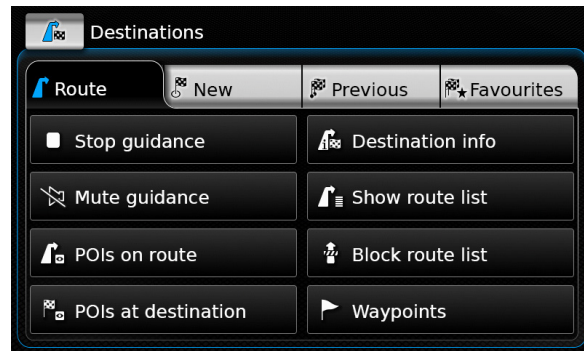 Destinations
Route
New
Previous
Favourites
Stop guidance
Destination info
Mute guidance
Show route list
POIs on route
Block route list
POIs at destination
Waypoints